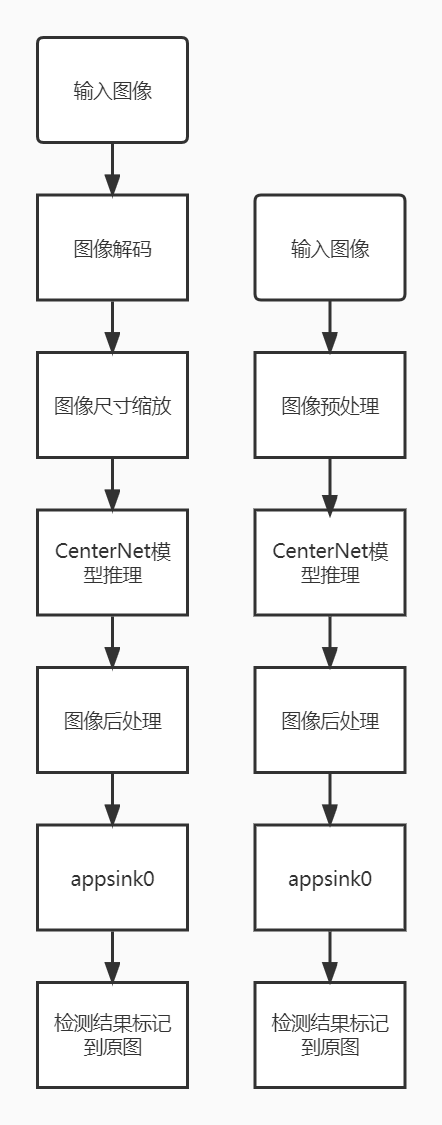 输入图像
图像解码
图像尺寸缩放
CenterNet模
型推理
图像后处理
appsink0
检测结果标记
到原图
输入图像
图像预处理
CenterNet模
型推理
图像后处理
appsink0
检测结果标记
到原图